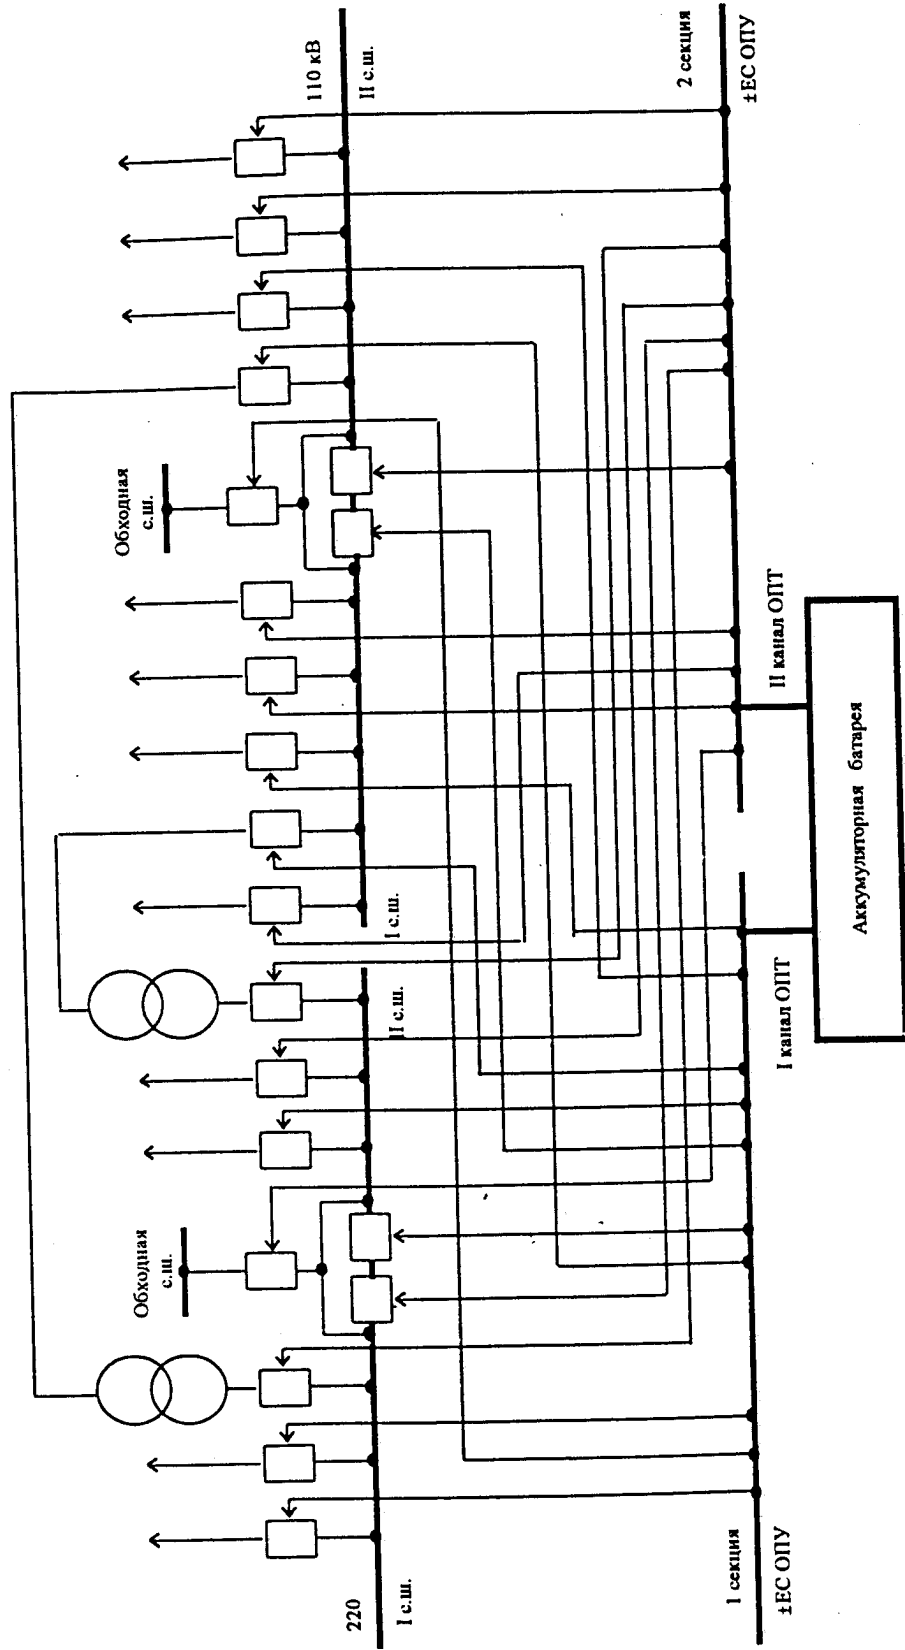 110 кВ
II с.ш.
2 секция
±ЕС ОПУ
Обходная
с.ш.
II канал ОПТ
Аккумуляторная батарея
I с.ш.
II с.ш.
I канал ОПТ
Обходная
с.ш.
220
I с.ш.
1 секция
±ЕС ОПУ